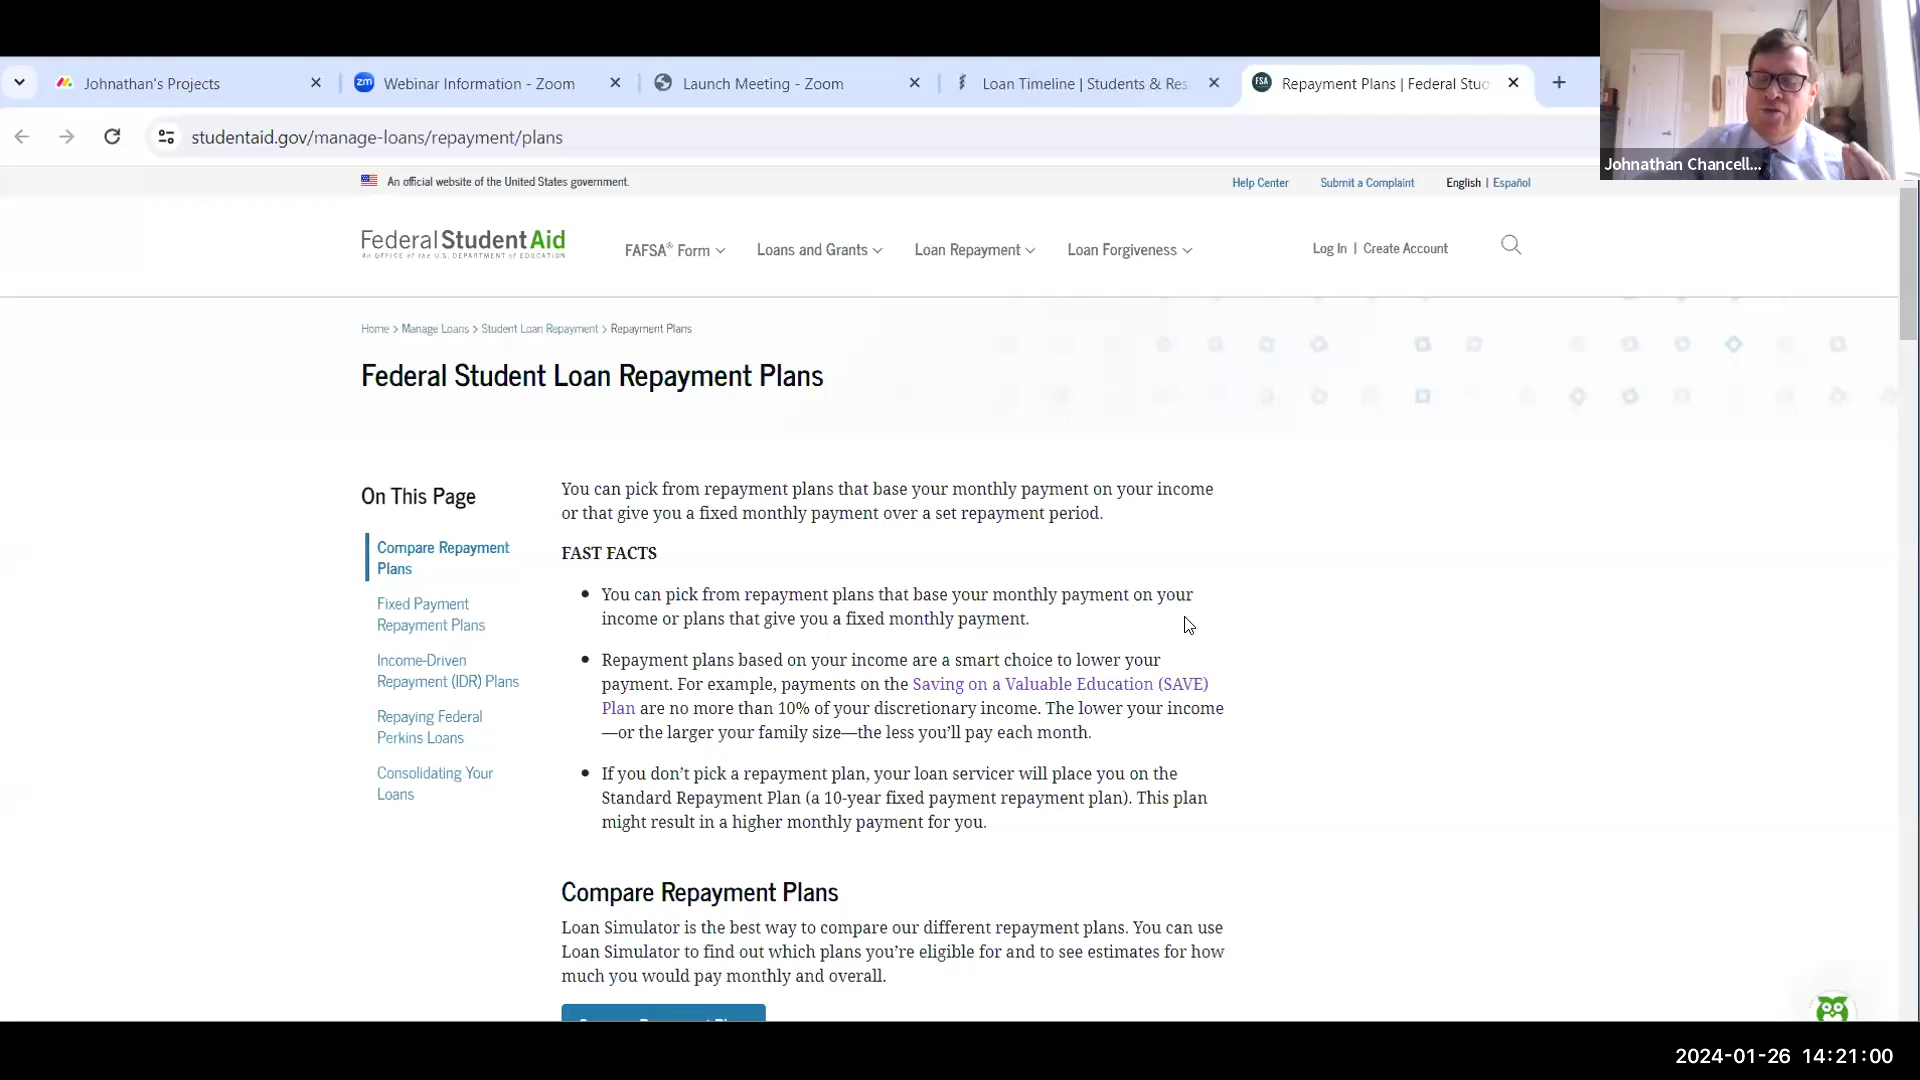 Johnathan's Projects
Webinar Information - Zoom
Launch Meeting - Zoom
Loan Timeline | Students & Res
Repayment Plans | Federal Stud
studentaid.gov/manage-loans/repayment/plans
Johnathan Chancell...
An official website of the United States government.
Help Center
Submit a Complaint
English | Español
Federal StudentAid
An OFFICE of the U.S. DEPARTMENT of EDUCATION
FAFSA® Form
Loans and Grants
Loan Repayment
Loan Forgiveness
Log In | Create Account
Home > Manage Loans > Student Loan Repayment > Repayment Plans
Federal Student Loan Repayment Plans
On This Page
Compare Repayment
Plans
Fixed Payment
Repayment Plans
Income-Driven
Repayment (IDR) Plans
Repaying Federal
Perkins Loans
Consolidating Your
Loans
You can pick from repayment plans that base your monthly payment on your income
or that give you a fixed monthly payment over a set repayment period.
FAST FACTS
• You can pick from repayment plans that base your monthly payment on your
income or plans that give you a fixed monthly payment.
• Repayment plans based on your income are a smart choice to lower your
payment. For example, payments on the Saving on a Valuable Education (SAVE)
Plan are no more than 10% of your discretionary income. The lower your income
—or the larger your family size—the less you’ll pay each month.
• If you don’t pick a repayment plan, your loan servicer will place you on the
Standard Repayment Plan (a 10-year fixed payment repayment plan). This plan
might result in a higher monthly payment for you.
Compare Repayment Plans
Loan Simulator is the best way to compare our different repayment plans. You can use
Loan Simulator to find out which plans you’re eligible for and to see estimates for how
much you would pay monthly and overall.
2024-01-26 14:21:00